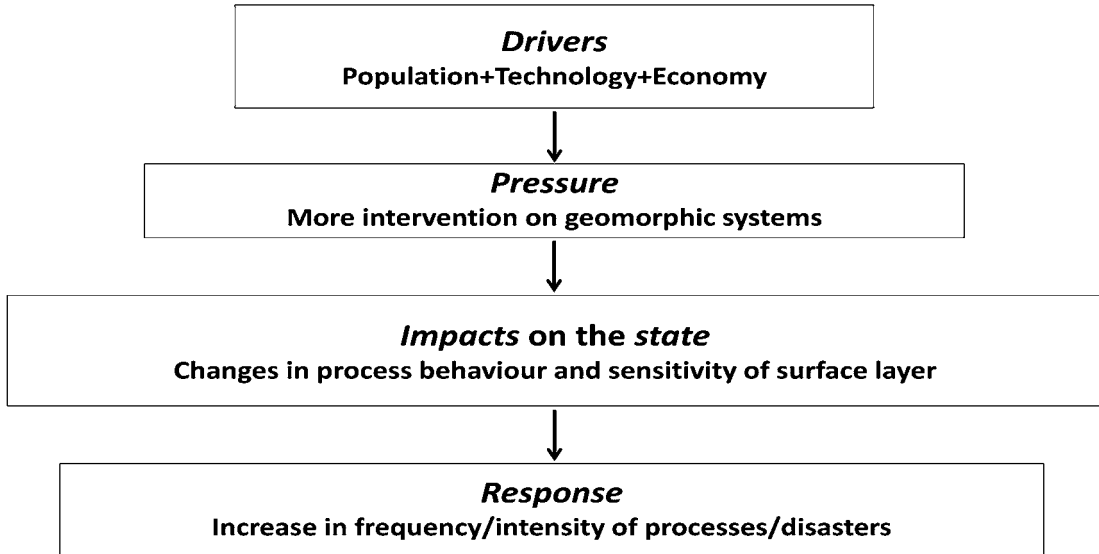 Drivers
Population+Technology+Economy
Pressure
More intervention on geomorphic systems
Impacts on the state
Changes in process behaviour and sensitivity of surface layer
Response
Increase in frequency/intensity of processes/disasters